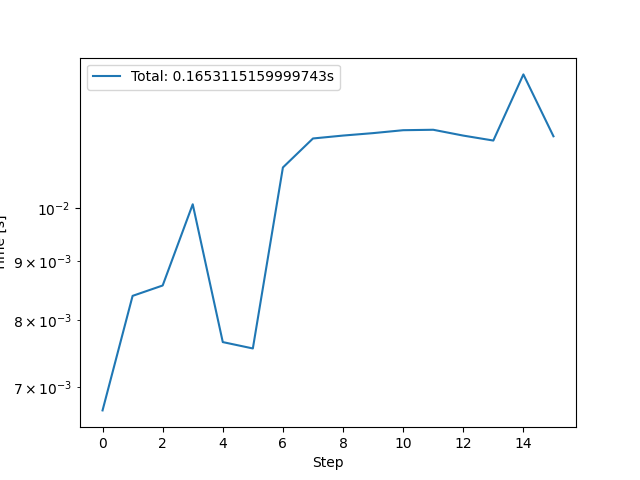 Total: 0.1653115159999743s
10⁻²
9 × 10⁻³
8 × 10⁻³
7 × 10⁻³
Time [s]
0 2 4 6 8 10 12 14
Step